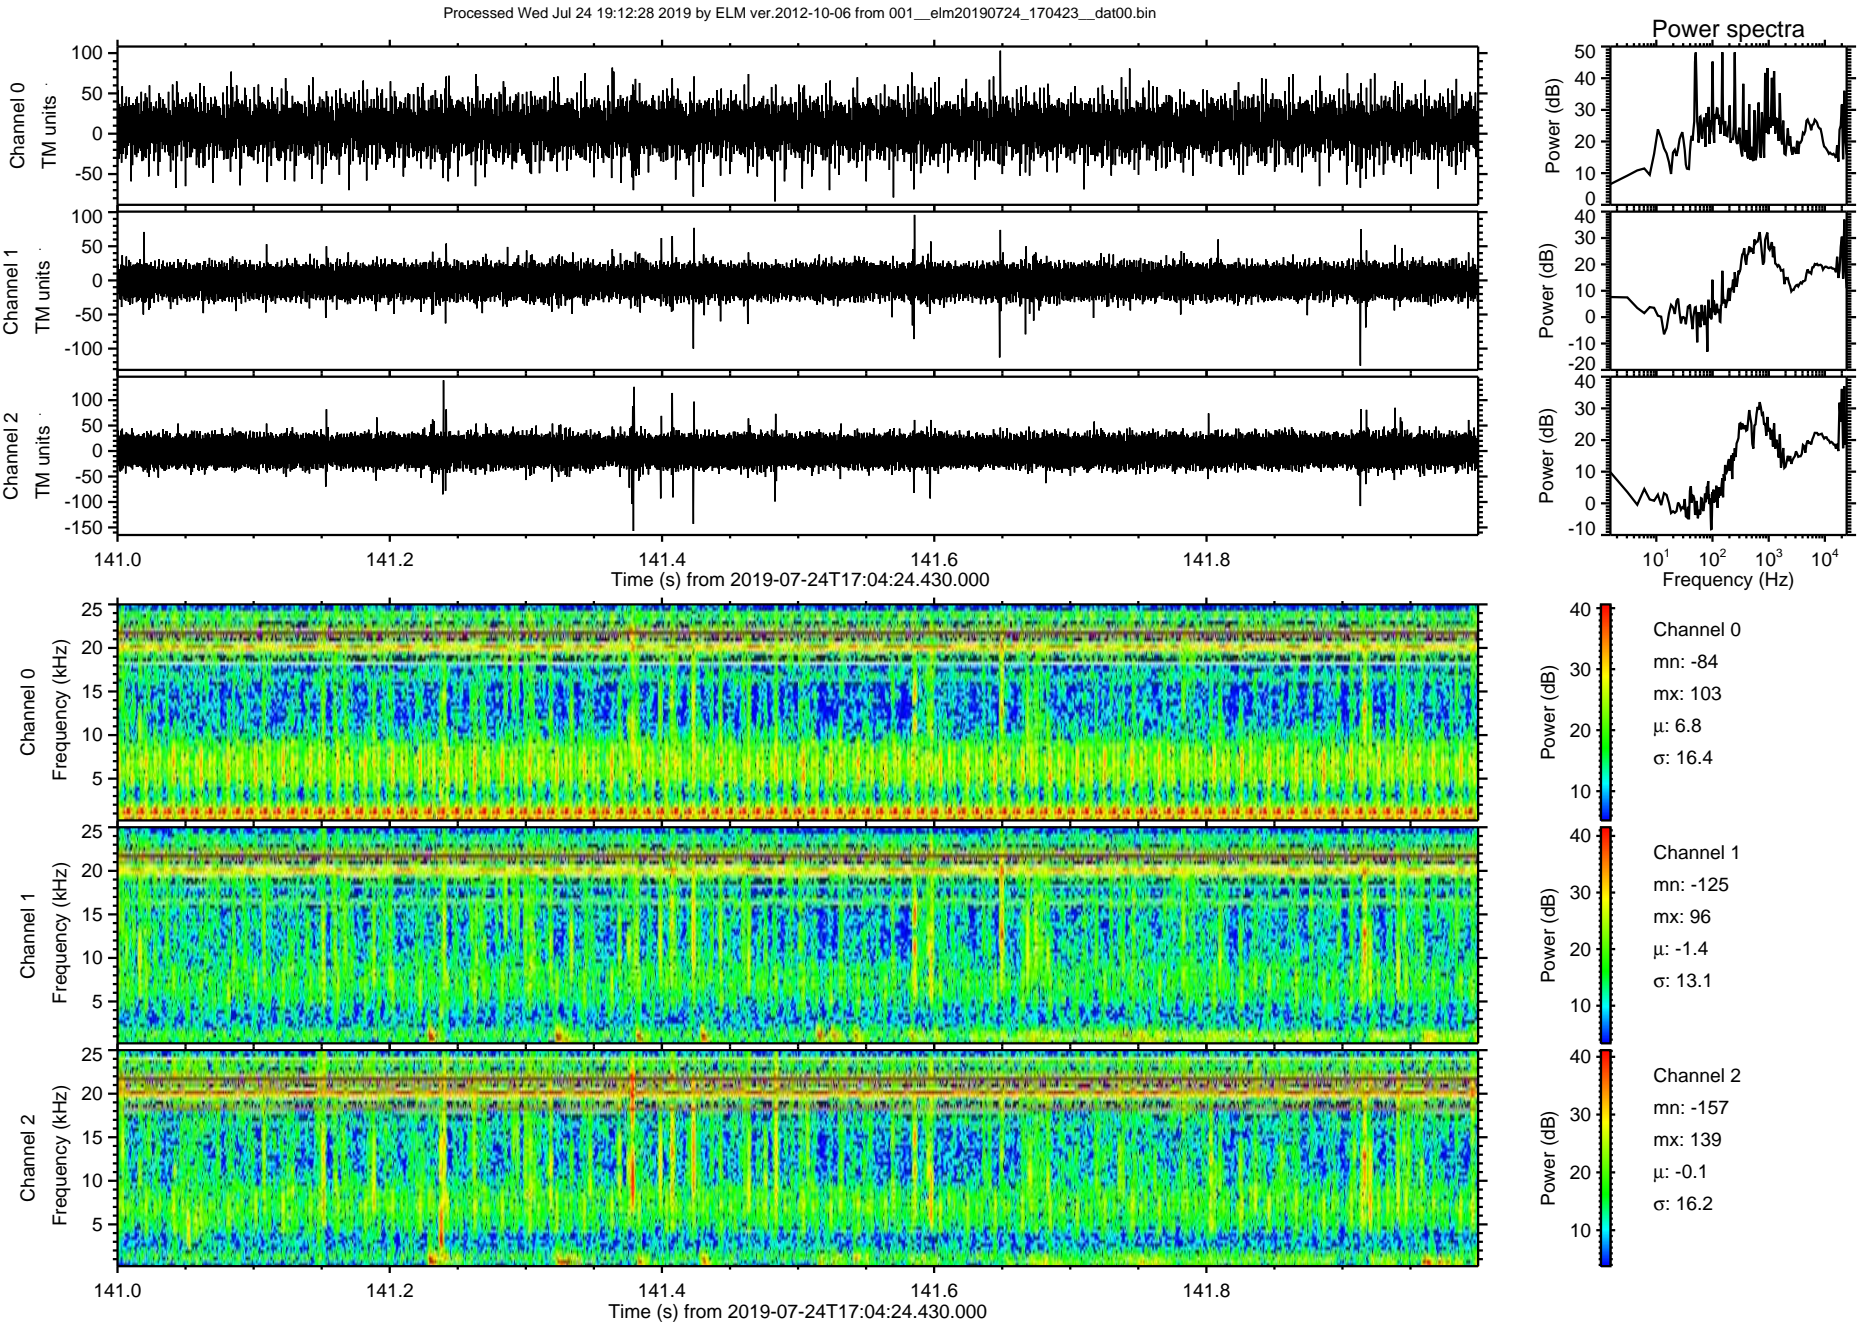 Processed Wed Jul 24 19:12:28 2019 by ELM ver.2012-10-06 from 001__elm20190724_170423__dat00.bin
Power spectra
Channel 0
TM units
100
50
0
-50
Power (dB)
50
40
30
20
10
0
Channel 1
TM units
100
50
0
-50
-100
Power (dB)
40
30
20
10
0
-10
-20
Channel 2
TM units
100
50
0
-50
-100
-150
Power (dB)
40
30
20
10
0
-10
141.0 141.2 141.4 141.6 141.8
Time (s) from 2019-07-24T17:04:24.430.000
10¹ 10² 10³ 10⁴
Frequency (Hz)
Channel 0
Frequency (kHz)
25
20
15
10
5
Power (dB)
40
30
20
10
Channel 0
mn: -84
mx: 103
μ: 6.8
σ: 16.4
Channel 1
Frequency (kHz)
25
20
15
10
5
Power (dB)
40
30
20
10
Channel 1
mn: -125
mx: 96
μ: -1.4
σ: 13.1
Channel 2
Frequency (kHz)
25
20
15
10
5
Power (dB)
40
30
20
10
Channel 2
mn: -157
mx: 139
μ: -0.1
σ: 16.2
141.0 141.2 141.4 141.6 141.8
Time (s) from 2019-07-24T17:04:24.430.000